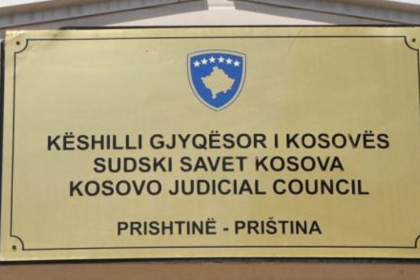 KËSHILLI GJYQËSOR I KOSOVËS
SUDSKI SAVET KOSOVA
KOSOVO JUDICIAL COUNCIL
PRISHTINË - PRIŠTINA